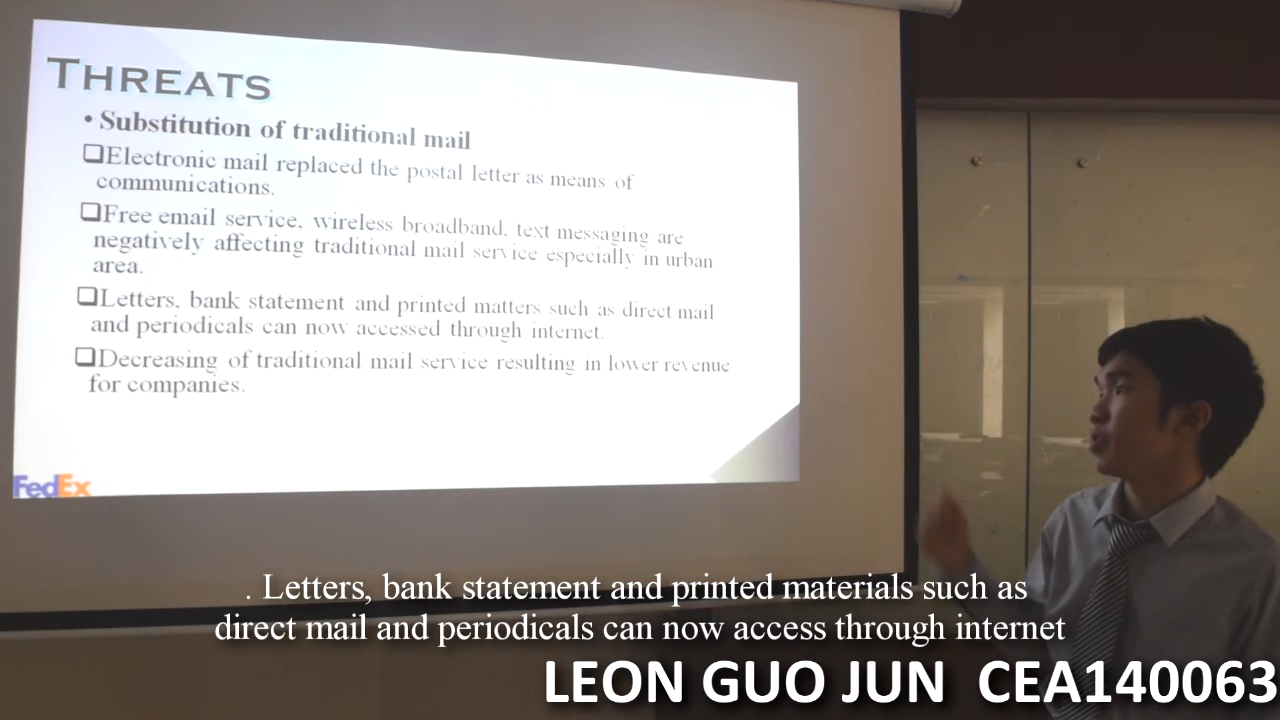 THREATS
• Substitution of traditional mail
❑Electronic mail replaced the postal letter as means of
communications.
❑Free email service, wireless broadband, text messaging are
negatively affecting traditional mail service especially in urban
area.
❑Letters, bank statement and printed matters such as direct mail
and periodicals can now accessed through internet.
❑Decreasing of traditional mail service resulting in lower revenue
for companies.
FedEx
. Letters, bank statement and printed materials such as
direct mail and periodicals can now access through internet
LEON GUO JUN CEA140063